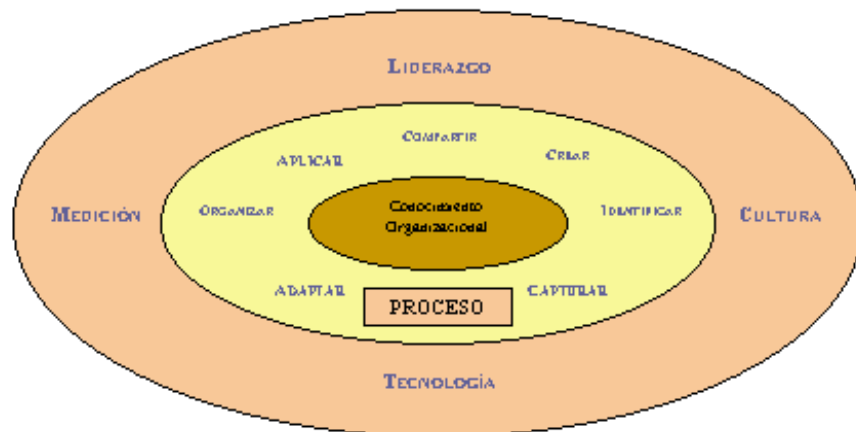 LIDERAZGO
COMPARTIR
APLICAR
CREAR
MEDICIÓN
ORGANIZAR
Conocimiento
Organizacional
IDENTIFICAR
CULTURA
ADAPTAR
PROCESO
CAPTURAR
TECNOLOGÍA